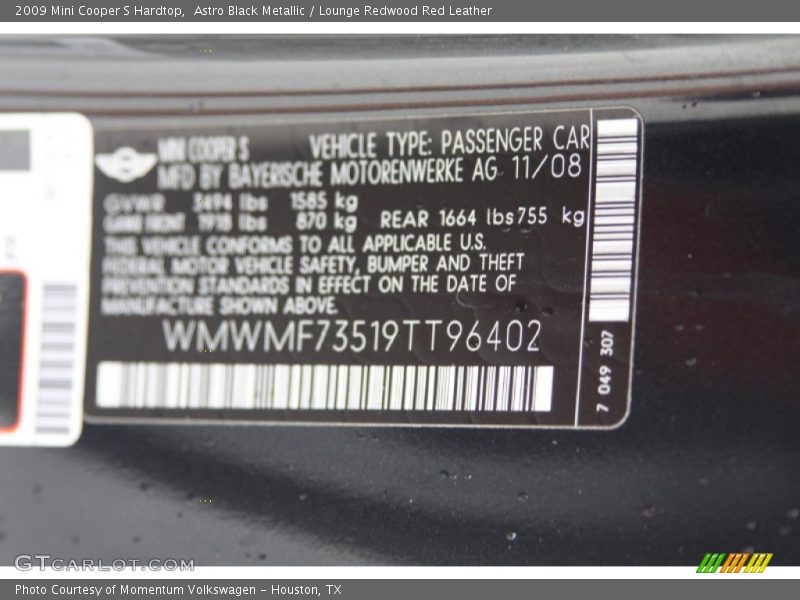 2009 Mini Cooper S Hardtop, Astro Black Metallic / Lounge Redwood Red Leather
MINI COOPER S VEHICLE TYPE: PASSENGER CAR
MFD BY BAYERISCHE MOTORENWERKE AG 11/08
GVWR 3494 lbs 1585 kg
GAWR FRONT 1918 lbs 870 kg REAR 1664 lbs 755 kg
THIS VEHICLE CONFORMS TO ALL APPLICABLE U.S.
FEDERAL MOTOR VEHICLE SAFETY, BUMPER AND THEFT
PREVENTION STANDARDS IN EFFECT ON THE DATE OF
MANUFACTURE SHOWN ABOVE.
WMWMF73519TT96402
7 049 307
GTCARLOT.COM
Photo Courtesy of Momentum Volkswagen - Houston, TX